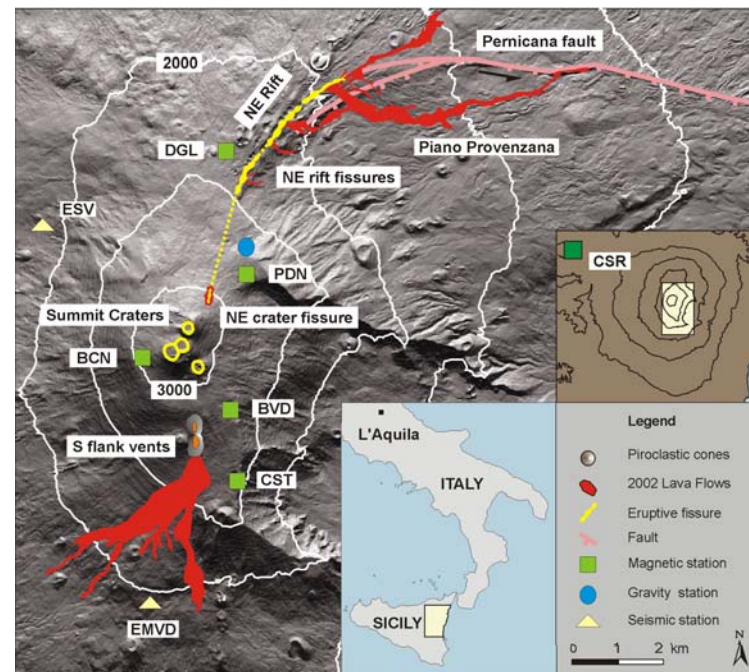 2000
NE Rift
Pernicana fault
DGL
Piano Provenzana
NE rift fissures
ESV
PDN
CSR
Summit Craters
NE crater fissure
BCN
3000
BVD
S flank vents
CST
EMVD
L'Aquila
ITALY
SICILY
Legend
Piroclastic cones
2002 Lava Flows
Eruptive fissure
Fault
Magnetic station
Gravity station
Seismic station
0 1 2 km
N